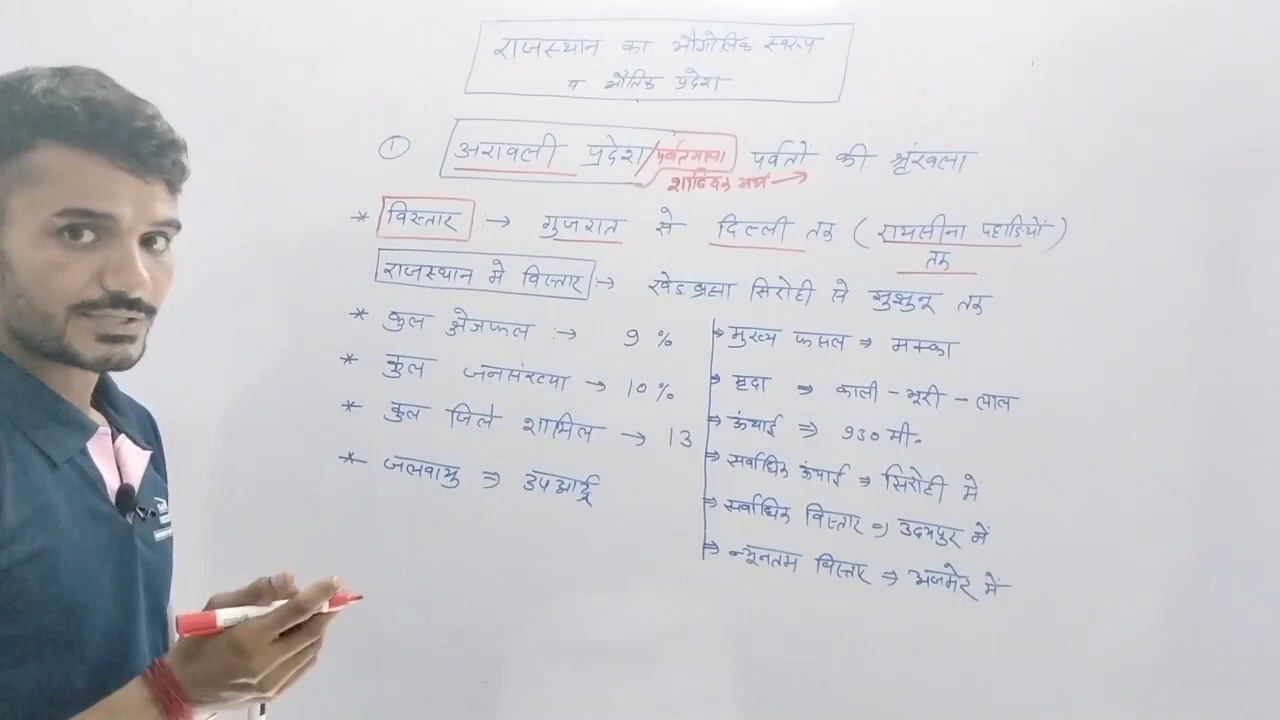 राजस्थान का भौगोलिक स्वरूप
व भौतिक प्रदेश
① अरावली प्रदेश/पर्वतमाला पर्वतों की श्रृंखला
शाब्दिक अर्थ →
* विस्तार :→ गुजरात से दिल्ली तक (रायसीना पहाडियों)
तक
राजस्थान मे विस्तार :→ खेड़ब्रह्मा सिरोही से झुझुनू तक
* कुल क्षेत्रफल :→ 9 %
* कुल जनसंख्या → 10 %
* कुल जिले शामिल → 13
* जलवायु ⇒ उपआर्द्र
→ मुख्य फसल ⇒ मक्का
→ मृदा ⇒ काली - भूरी - लाल
→ ऊंचाई ⇒ 930 मी.
⇒ सर्वाधिक ऊंचाई ⇒ सिरोही में
⇒ सर्वाधिक विस्तार ⇒ उदयपुर में
⇒ न्यूनतम विस्तार ⇒ अजमेर में